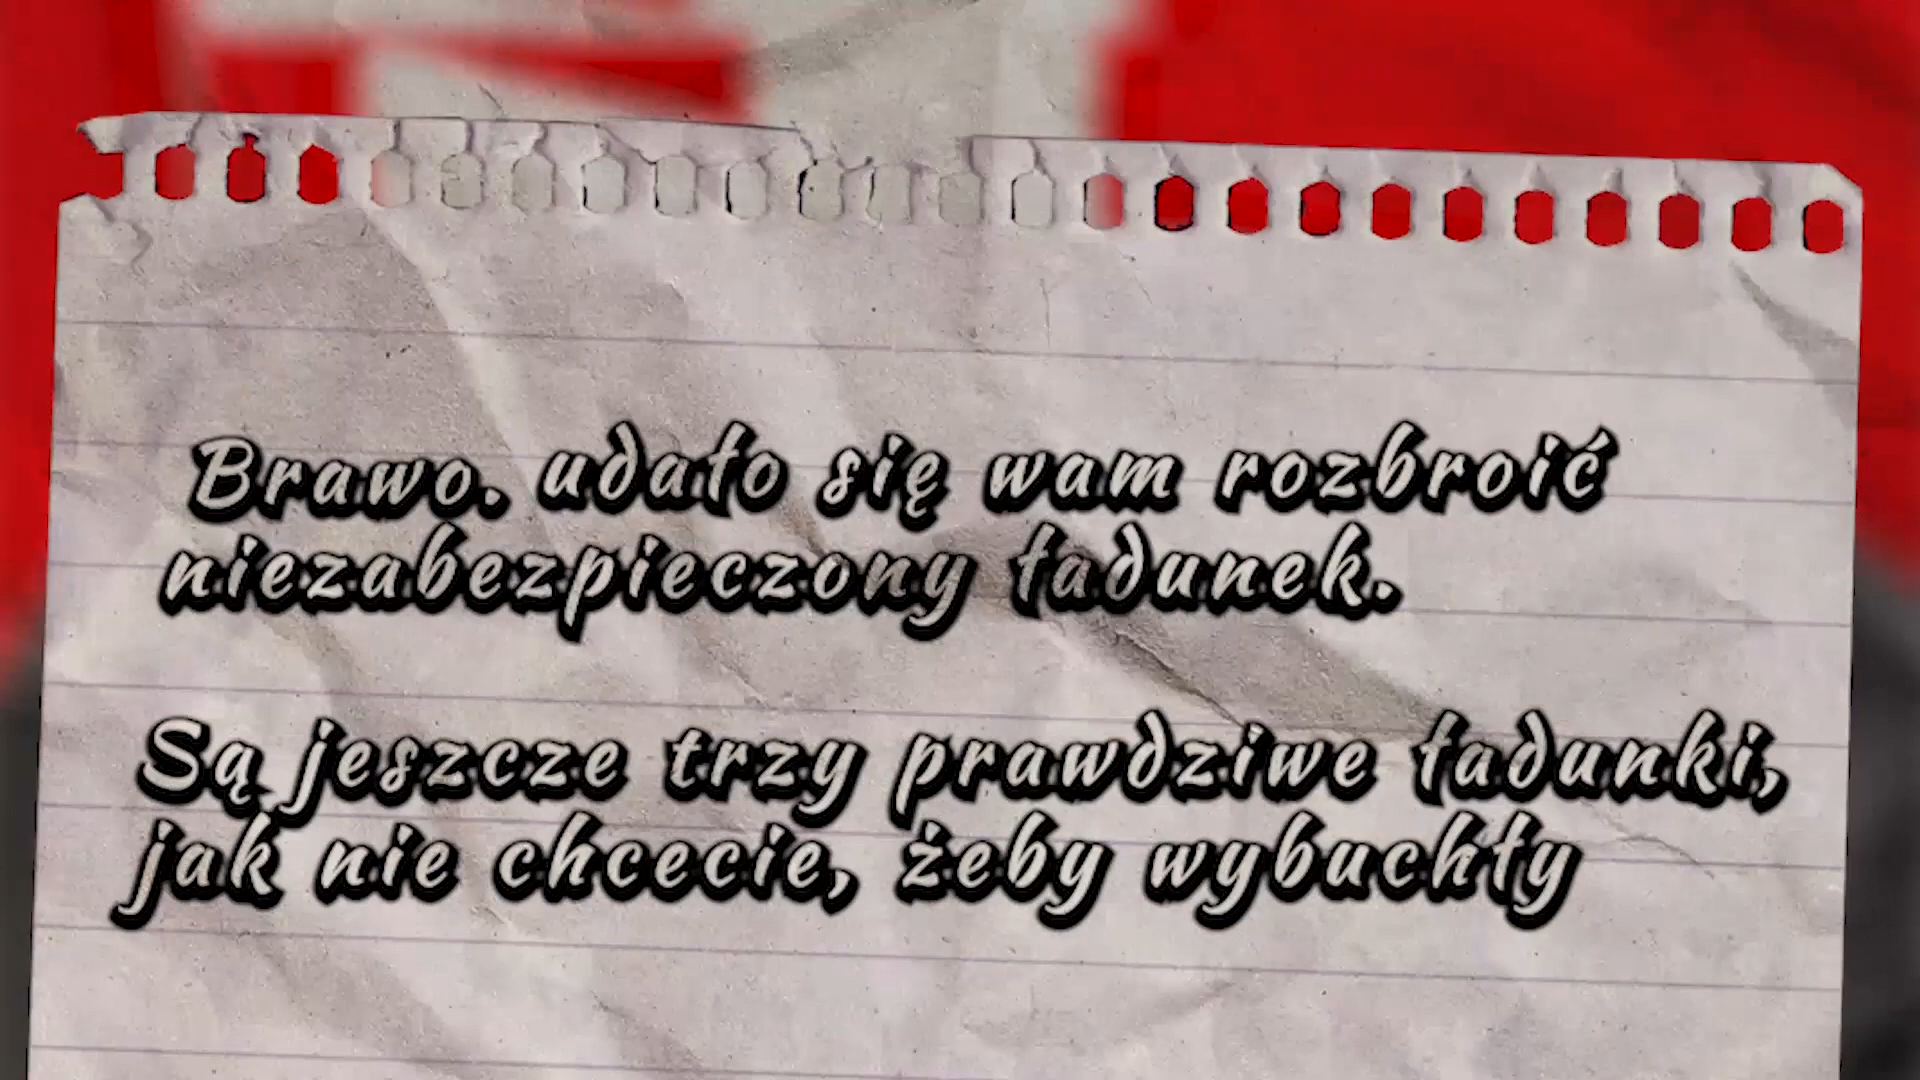 Brawo. udało się wam rozbroić
niezabezpieczony ładunek.
Są jeszcze trzy prawdziwe ładunki,
jak nie chcecie, żeby wybuchły